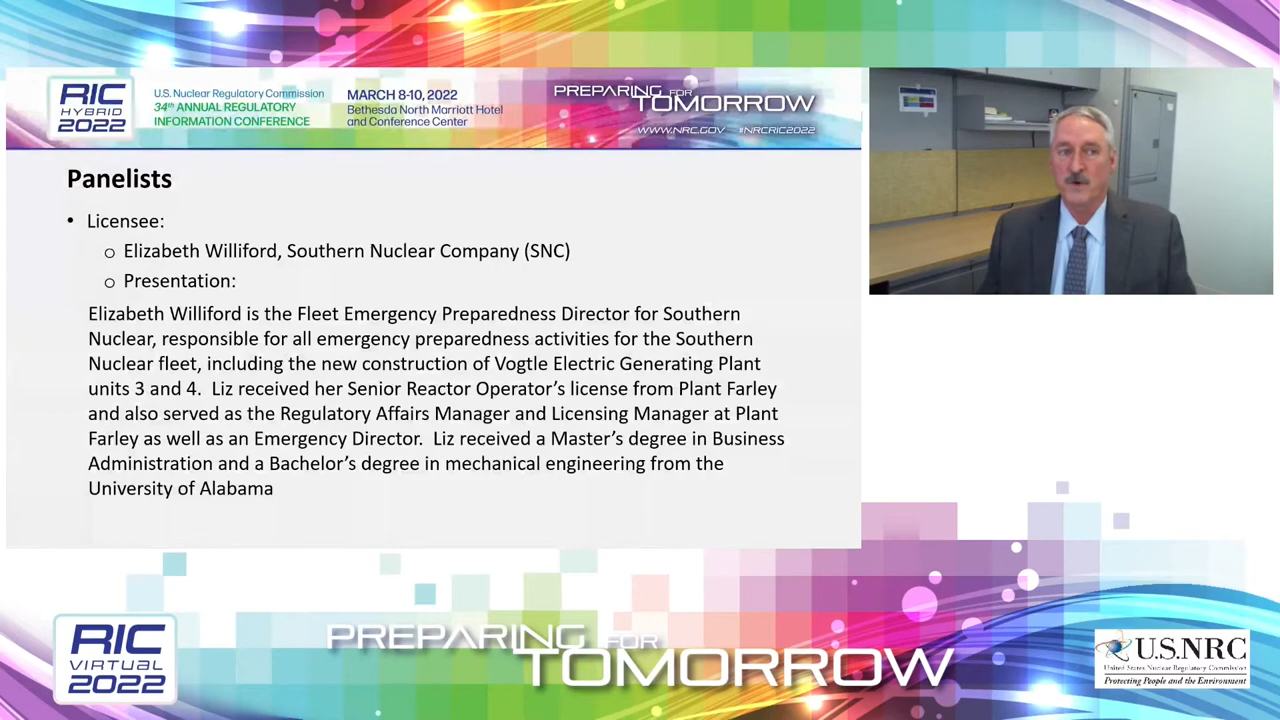 RIC
HYBRID
2022
U.S. Nuclear Regulatory Commission
34th ANNUAL REGULATORY
INFORMATION CONFERENCE
MARCH 8-10, 2022
Bethesda North Marriott Hotel
and Conference Center
PREPARING FOR
TOMORROW
WWW.NRC.GOV #NRCRIC2022
Panelists
• Licensee:
o Elizabeth Williford, Southern Nuclear Company (SNC)
o Presentation:
Elizabeth Williford is the Fleet Emergency Preparedness Director for Southern
Nuclear, responsible for all emergency preparedness activities for the Southern
Nuclear fleet, including the new construction of Vogtle Electric Generating Plant
units 3 and 4.  Liz received her Senior Reactor Operator's license from Plant Farley
and also served as the Regulatory Affairs Manager and Licensing Manager at Plant
Farley as well as an Emergency Director.  Liz received a Master's degree in Business
Administration and a Bachelor's degree in mechanical engineering from the
University of Alabama
RIC
VIRTUAL
2022
PREPARING FOR
TOMORROW
U.S.NRC
United States Nuclear Regulatory Commission
Protecting People and the Environment